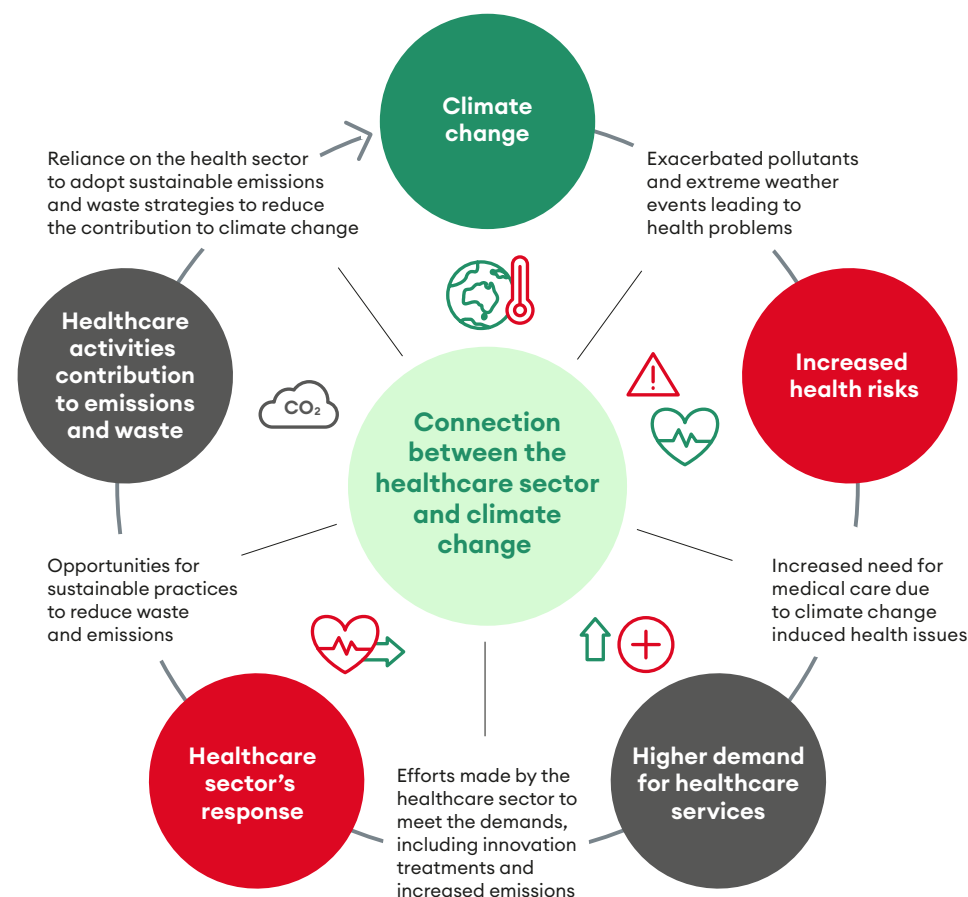 Climate
change
Reliance on the health sector
to adopt sustainable emissions
and waste strategies to reduce
the contribution to climate change
Exacerbated pollutants
and extreme weather
events leading to
health problems
Healthcare
activities
contribution
to emissions
and waste
CO₂
Increased
health risks
Connection
between the
healthcare sector
and climate
change
Opportunities for
sustainable practices
to reduce waste
and emissions
Increased need for
medical care due
to climate change
induced health issues
Healthcare
sector's
response
Efforts made by the
healthcare sector to
meet the demands,
including innovation
treatments and
increased emissions
Higher demand
for healthcare
services